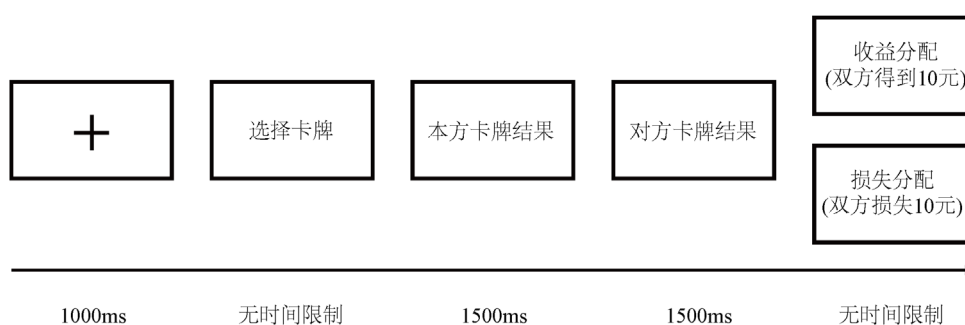 收益分配
(双方得到10元)
选择卡牌
本方卡牌结果
对方卡牌结果
损失分配
(双方损失10元)
1000ms
无时间限制
1500ms
1500ms
无时间限制